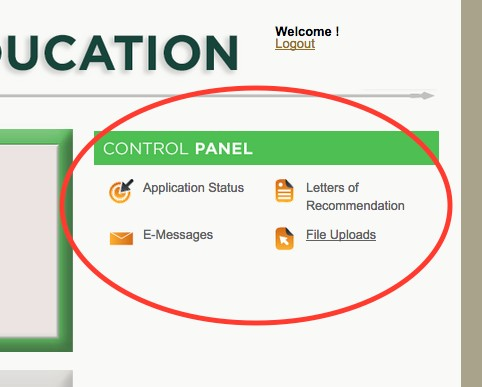 DUCATION
Welcome !
Logout
CONTROL PANEL
Application Status
Letters of
Recommendation
E-Messages
File Uploads